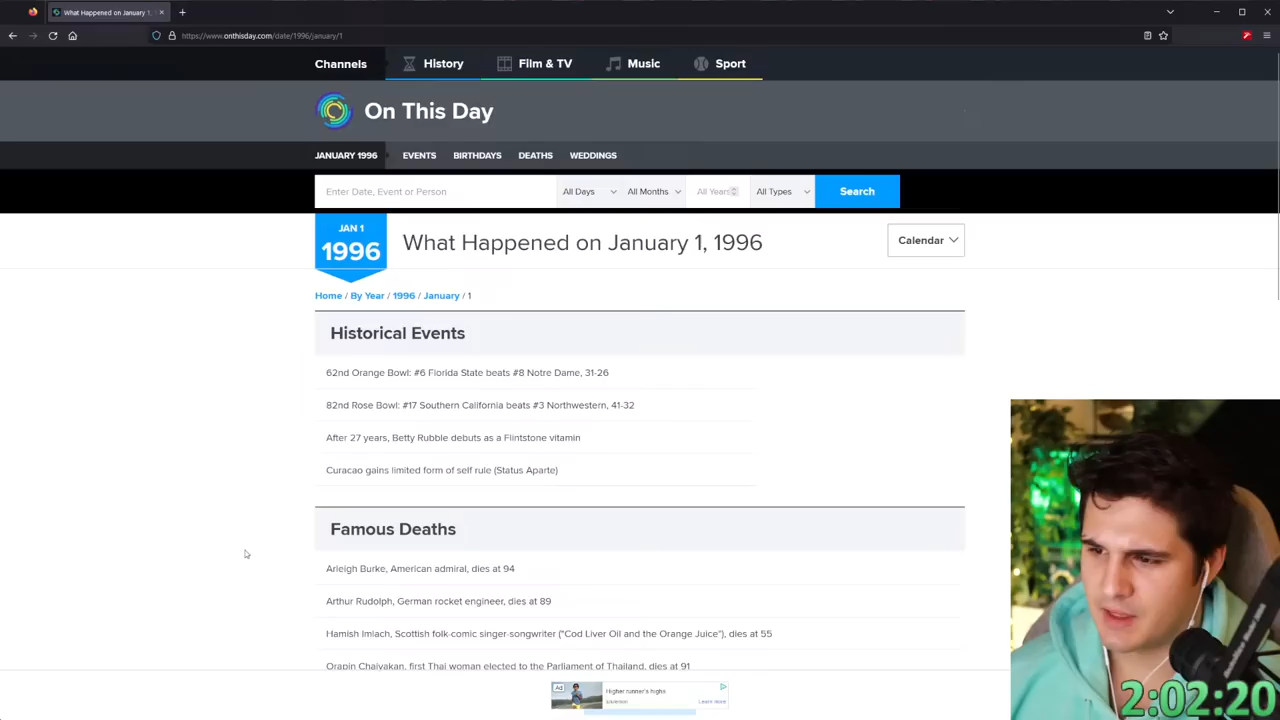 What Happened on January 1,
https://www.onthisday.com/date/1996/january/1
Channels
History
Film & TV
Music
Sport
On This Day
JANUARY 1996
EVENTS
BIRTHDAYS
DEATHS
WEDDINGS
Enter Date, Event or Person
All Days
All Months
All Years
All Types
Search
JAN 1
1996
What Happened on January 1, 1996
Calendar
Home / By Year / 1996 / January / 1
Historical Events
62nd Orange Bowl: #6 Florida State beats #8 Notre Dame, 31-26
82nd Rose Bowl: #17 Southern California beats #3 Northwestern, 41-32
After 27 years, Betty Rubble debuts as a Flintstone vitamin
Curacao gains limited form of self rule (Status Aparte)
Famous Deaths
Arleigh Burke, American admiral, dies at 94
Arthur Rudolph, German rocket engineer, dies at 89
Hamish Imlach, Scottish folk-comic singer-songwriter ("Cod Liver Oil and the Orange Juice"), dies at 55
Orapin Chaiyakan, first Thai woman elected to the Parliament of Thailand, dies at 91
Ad
Higher runner's highs
Learn more
2:02:20